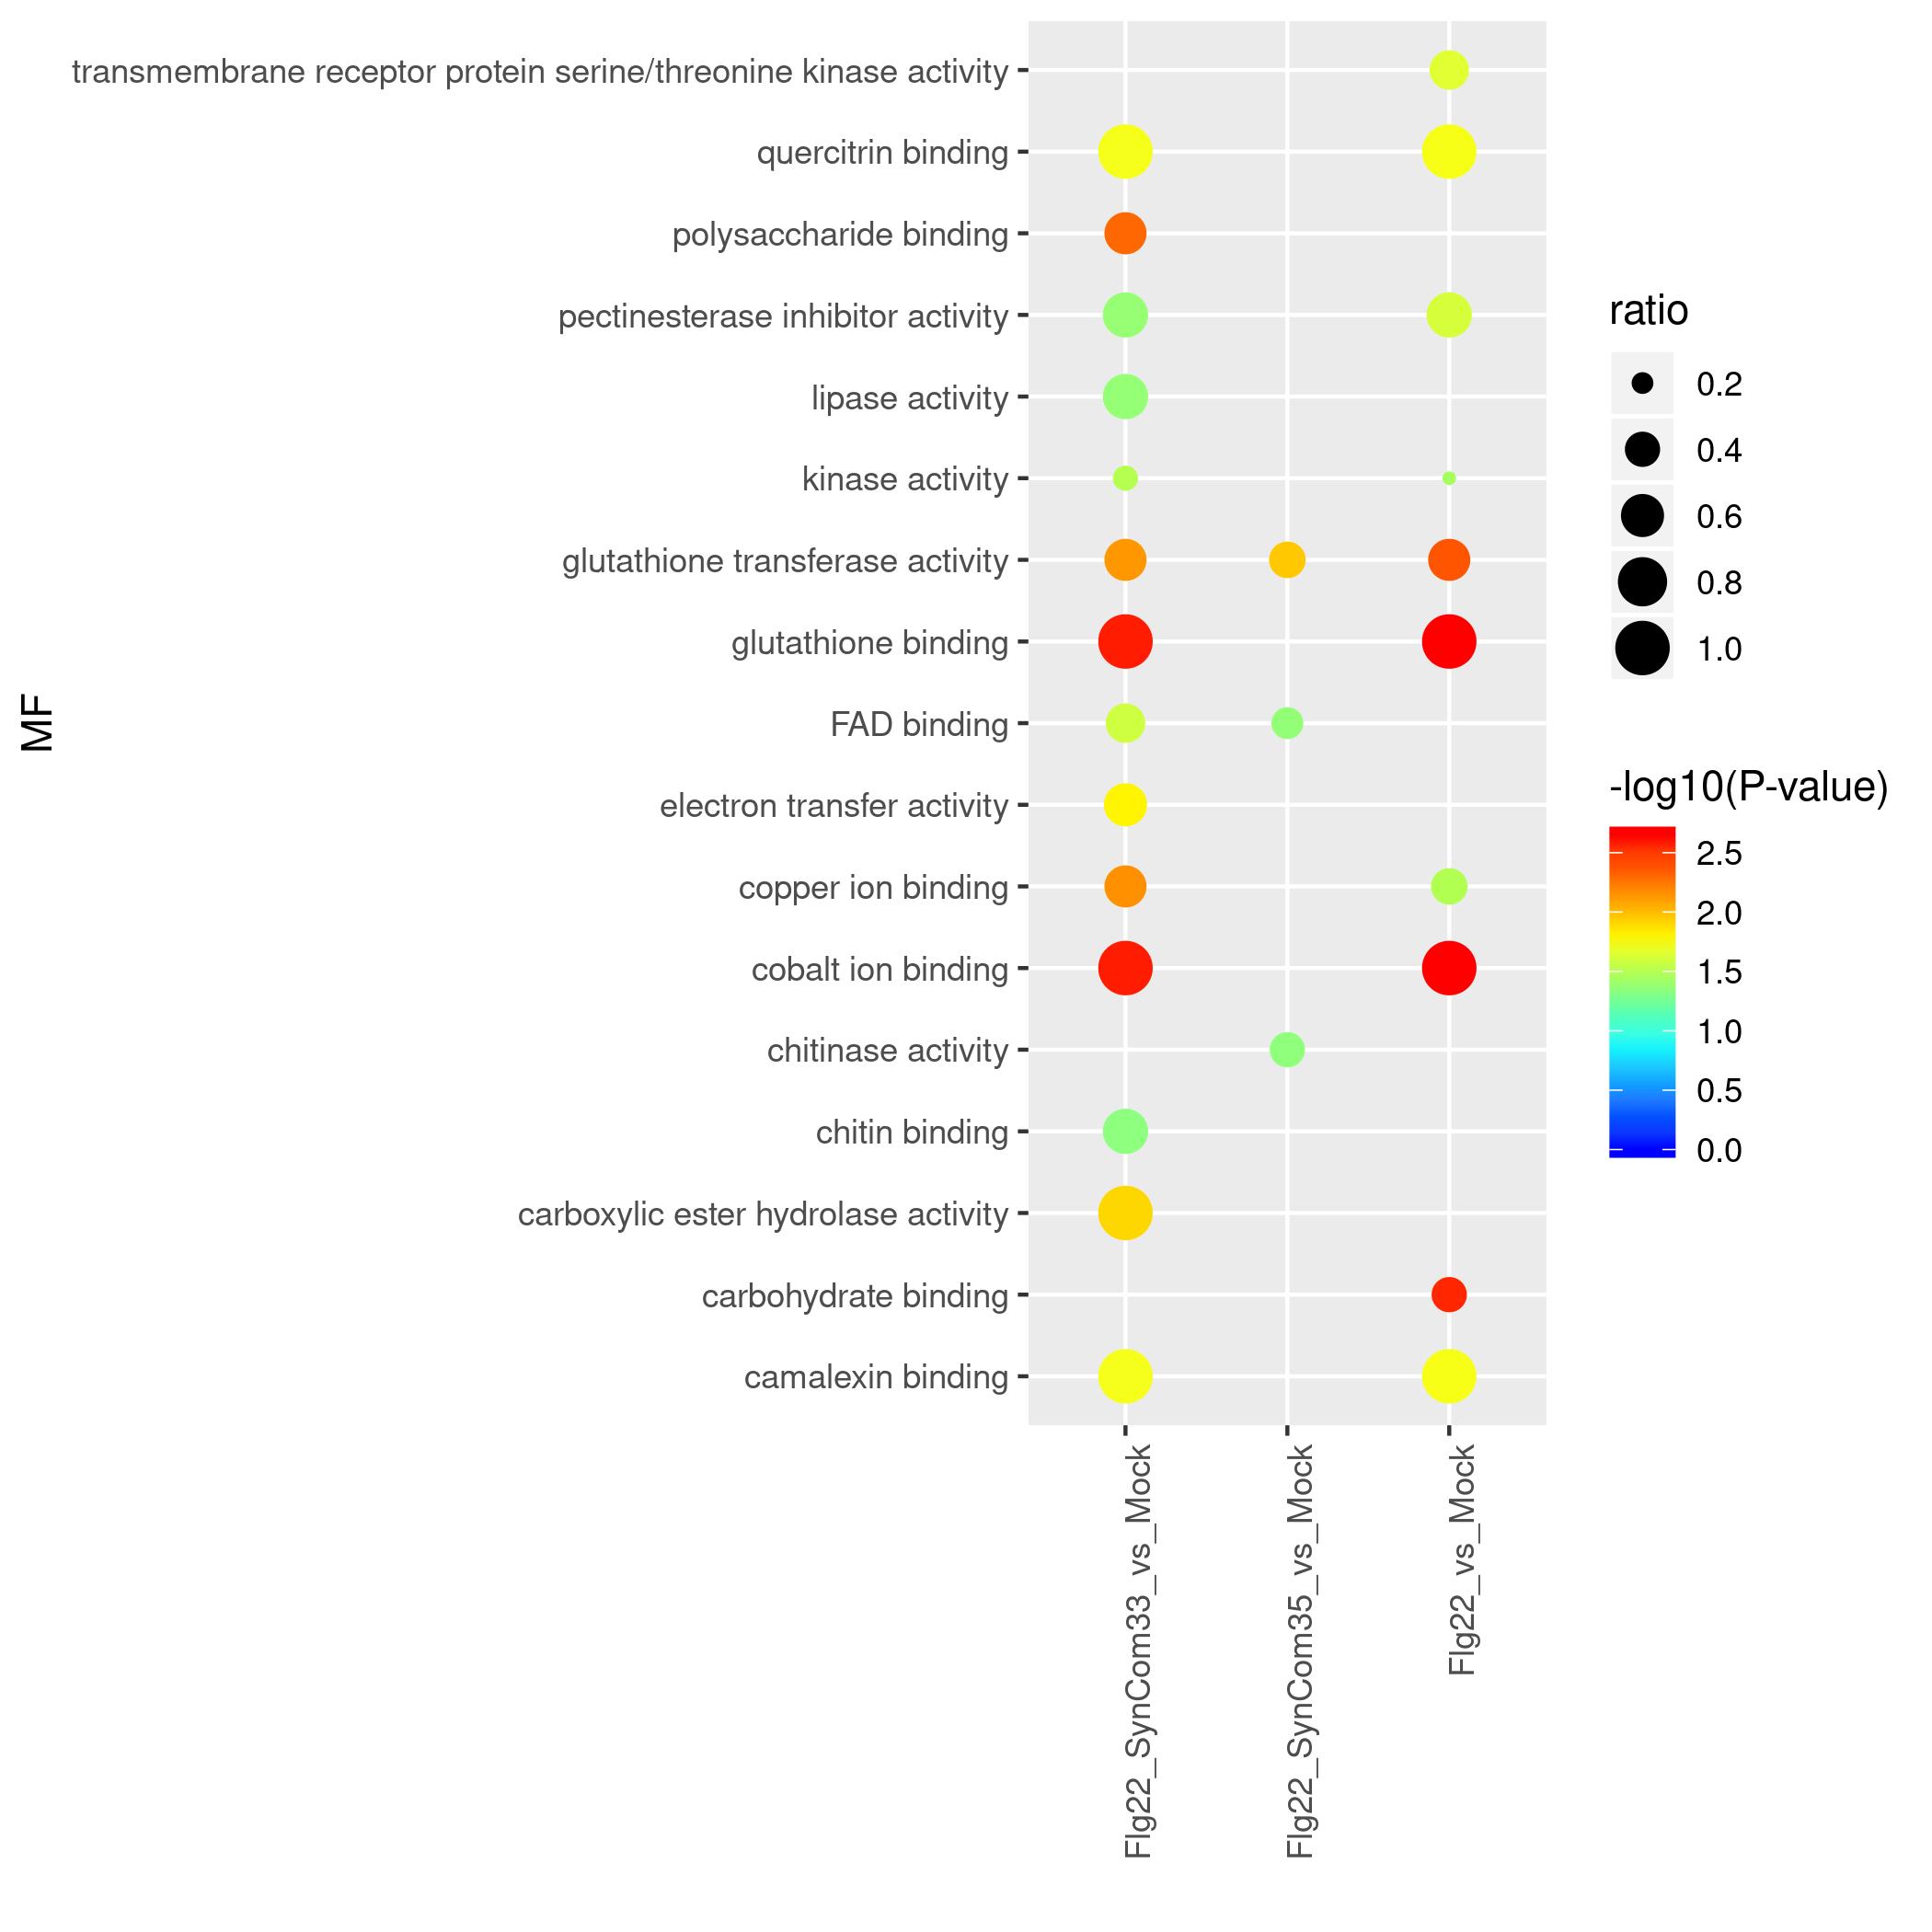 MF
transmembrane receptor protein serine/threonine kinase activity
quercitrin binding
polysaccharide binding
pectinesterase inhibitor activity
lipase activity
kinase activity
glutathione transferase activity
glutathione binding
FAD binding
electron transfer activity
copper ion binding
cobalt ion binding
chitinase activity
chitin binding
carboxylic ester hydrolase activity
carbohydrate binding
camalexin binding
Flg22_SynCom33_vs_Mock
Flg22_SynCom35_vs_Mock
Flg22_vs_Mock
ratio
0.2
0.4
0.6
0.8
1.0
-log10(P-value)
2.5
2.0
1.5
1.0
0.5
0.0